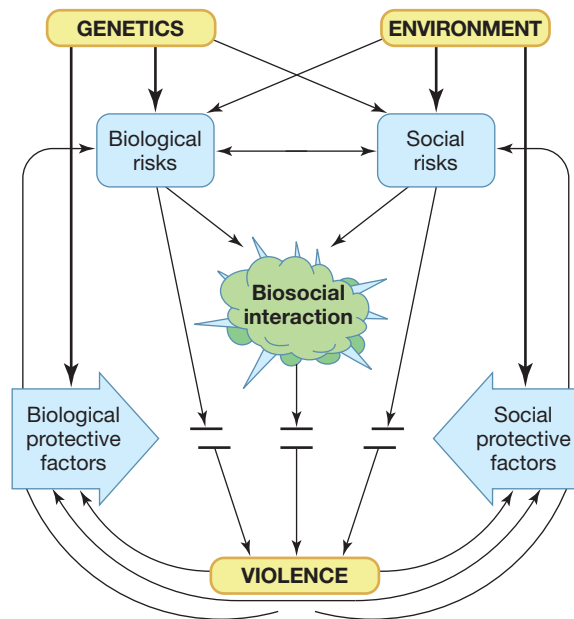 GENETICS
ENVIRONMENT
Biological
risks
Social
risks
Biosocial
interaction
Biological
protective
factors
Social
protective
factors
VIOLENCE